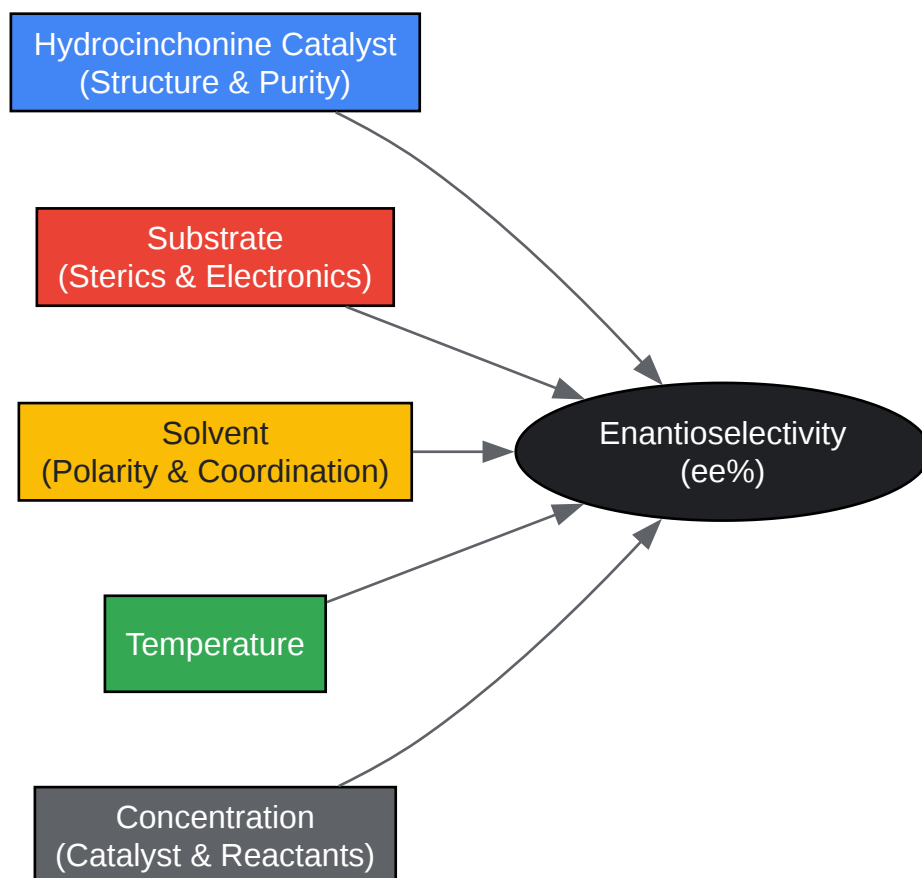 Hydrocinchonine Catalyst
(Structure & Purity)
Substrate
(Sterics & Electronics)
Solvent
(Polarity & Coordination)
Enantioselectivity
(ee%)
Temperature
Concentration
(Catalyst & Reactants)